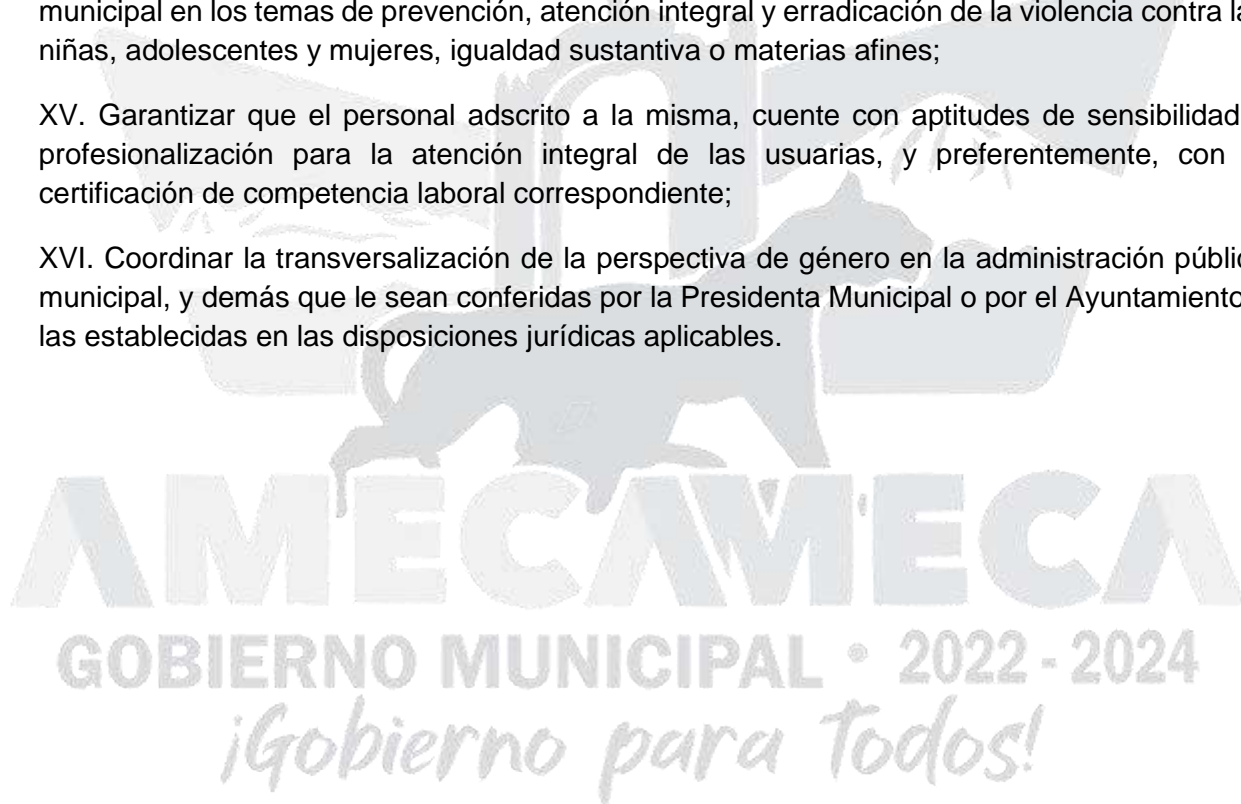 municipal en los temas de prevención, atención integral y erradicación de la violencia contra la
niñas, adolescentes y mujeres, igualdad sustantiva o materias afines;
XV. Garantizar que el personal adscrito a la misma, cuente con aptitudes de sensibilidad
profesionalización para la atención integral de las usuarias, y preferentemente, con
certificación de competencia laboral correspondiente;
XVI. Coordinar la transversalización de la perspectiva de género en la administración públic
municipal, y demás que le sean conferidas por la Presidenta Municipal o por el Ayuntamiento
las establecidas en las disposiciones jurídicas aplicables.
AMECAMECA
GOBIERNO MUNICIPAL • 2022 - 2024
¡Gobierno para Todos!